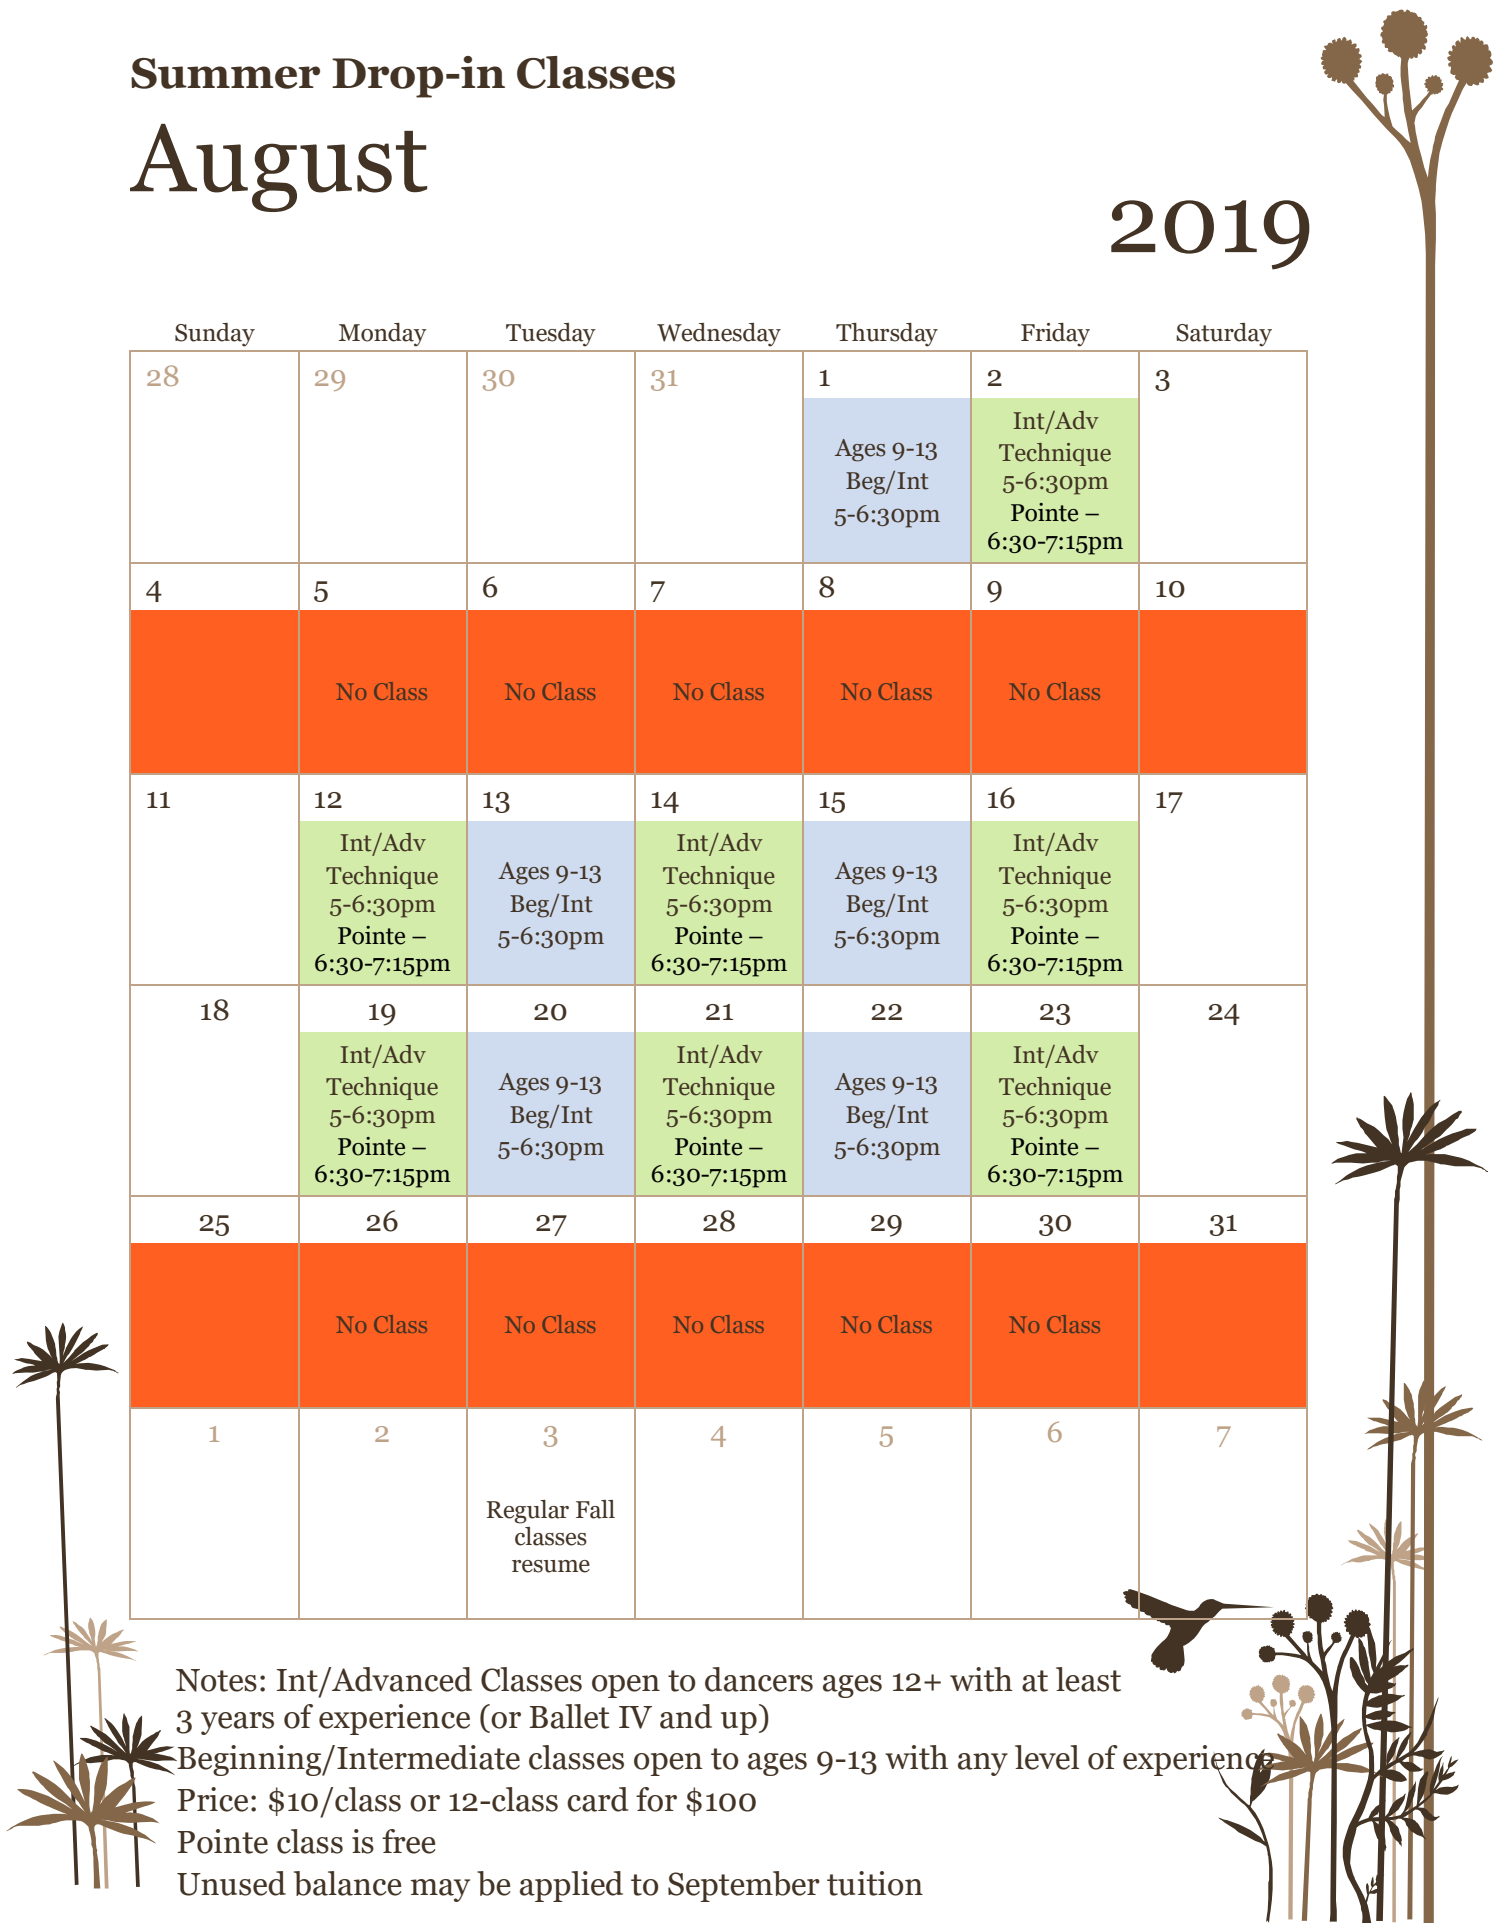 Summer Drop-in Classes
August
2019
Sunday Monday Tuesday Wednesday Thursday Friday Saturday
28 29 30 31 1 2 3
Ages 9-13
Beg/Int
5-6:30pm
Int/Adv
Technique
5-6:30pm
Pointe –
6:30-7:15pm
4 5 6 7 8 9 10
No Class No Class No Class No Class No Class
11 12 13 14 15 16 17
Int/Adv
Technique
5-6:30pm
Pointe –
6:30-7:15pm
Ages 9-13
Beg/Int
5-6:30pm
Int/Adv
Technique
5-6:30pm
Pointe –
6:30-7:15pm
Ages 9-13
Beg/Int
5-6:30pm
Int/Adv
Technique
5-6:30pm
Pointe –
6:30-7:15pm
18 19 20 21 22 23 24
Int/Adv
Technique
5-6:30pm
Pointe –
6:30-7:15pm
Ages 9-13
Beg/Int
5-6:30pm
Int/Adv
Technique
5-6:30pm
Pointe –
6:30-7:15pm
Ages 9-13
Beg/Int
5-6:30pm
Int/Adv
Technique
5-6:30pm
Pointe –
6:30-7:15pm
25 26 27 28 29 30 31
No Class No Class No Class No Class No Class
1 2 3 4 5 6 7
Regular Fall
classes
resume
Notes: Int/Advanced Classes open to dancers ages 12+ with at least
3 years of experience (or Ballet IV and up)
Beginning/Intermediate classes open to ages 9-13 with any level of experience
Price: $10/class or 12-class card for $100
Pointe class is free
Unused balance may be applied to September tuition